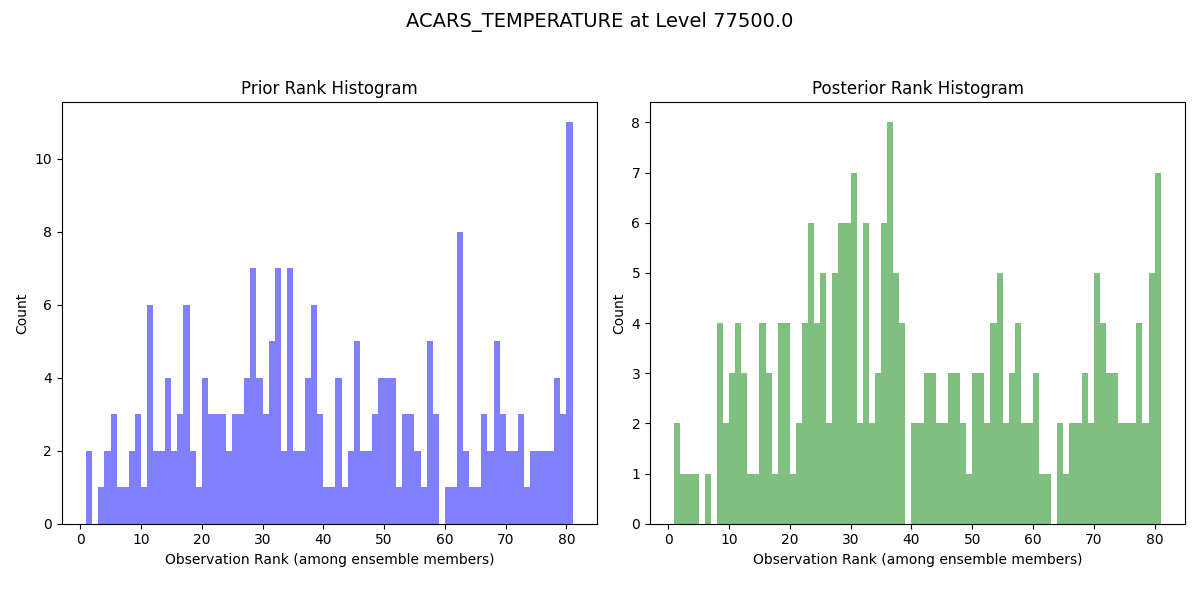 ACARS_TEMPERATURE at Level 77500.0
Prior Rank Histogram
Count
10
8
6
4
2
0
0 10 20 30 40 50 60 70 80
Observation Rank (among ensemble members)
Posterior Rank Histogram
Count
8
7
6
5
4
3
2
1
0
0 10 20 30 40 50 60 70 80
Observation Rank (among ensemble members)